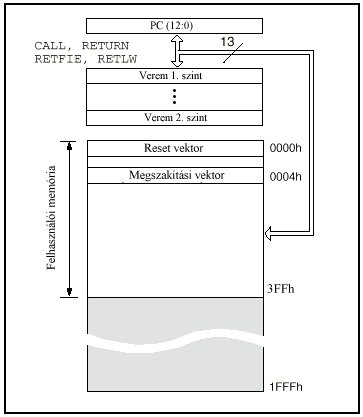 PC (12:0)
CALL, RETURN
RETFIE, RETLW
13
Verem 1. szint
Verem 2. szint
Reset vektor
0000h
Megszakítási vektor
0004h
Felhasználói memória
3FFh
1FFFh